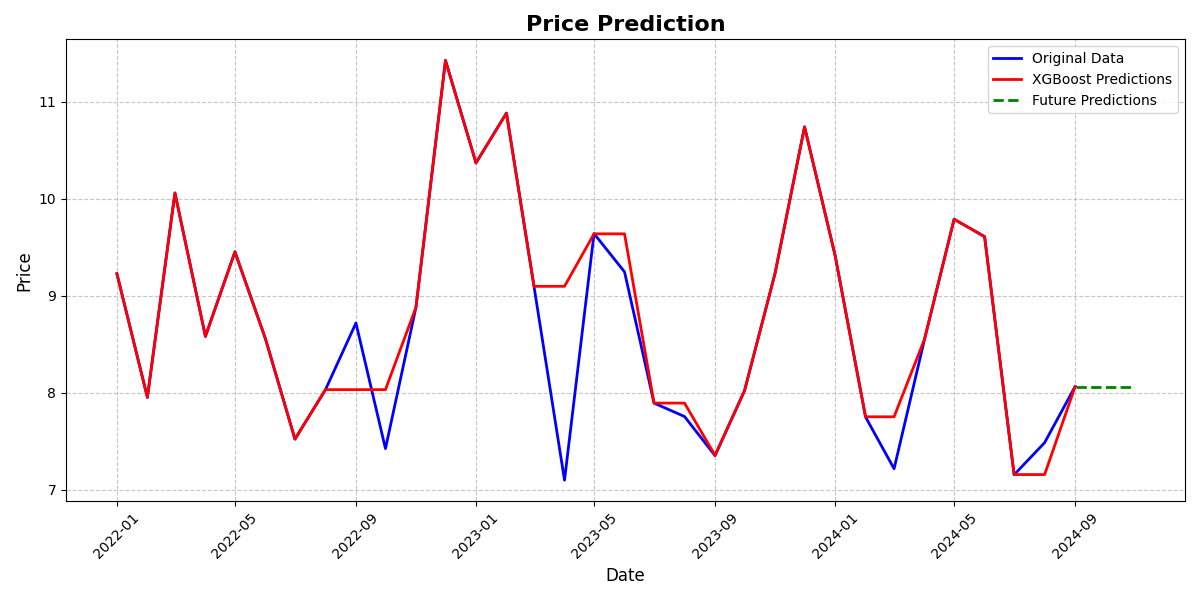 Price Prediction
Original Data
XGBoost Predictions
Future Predictions
Price
11
10
9
8
7
2022-01
2022-05
2022-09
2023-01
2023-05
2023-09
2024-01
2024-05
2024-09
Date